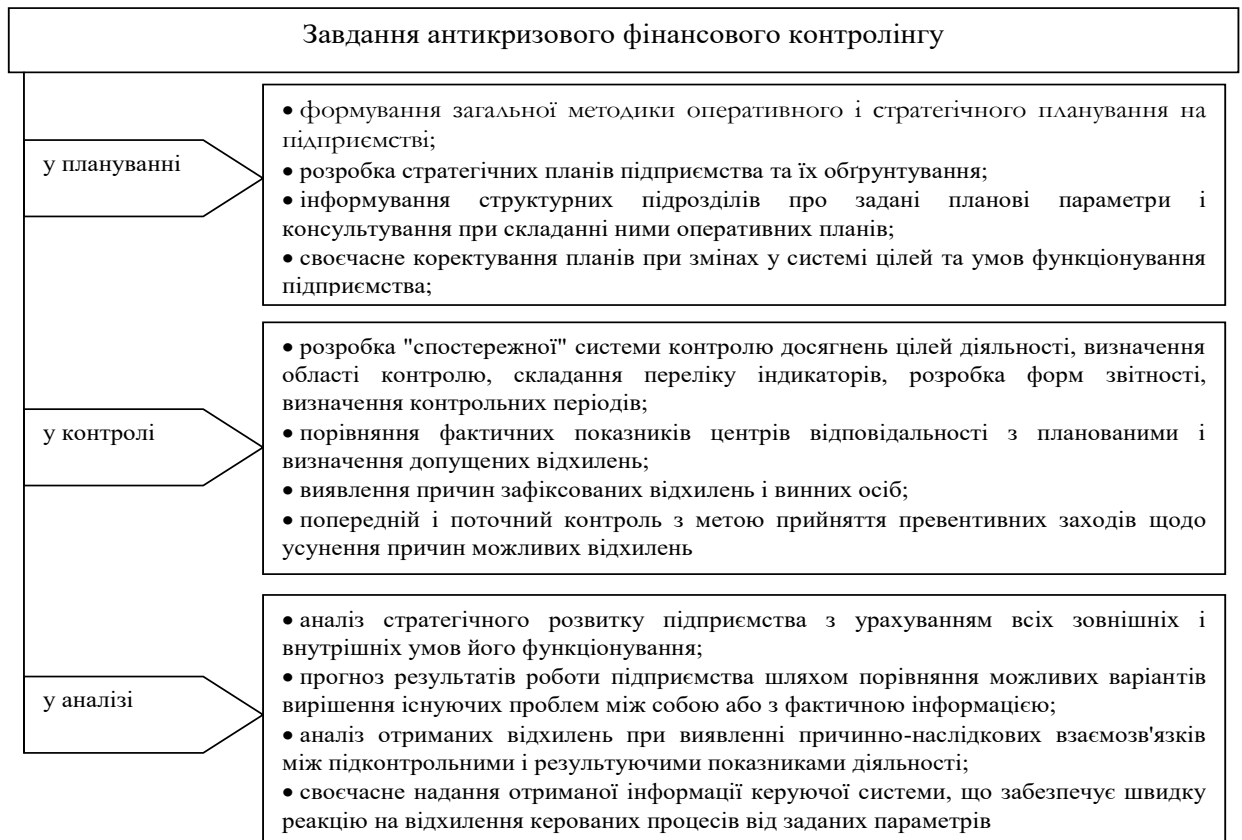 Завдання антикризового фінансового контролінгу
у плануванні
• формування загальної методики оперативного і стратегічного планування на
підприємстві;
• розробка стратегічних планів підприємства та їх обґрунтування;
• інформування структурних підрозділів про задані планові параметри і
консультування при складанні ними оперативних планів;
• своєчасне коректування планів при змінах у системі цілей та умов функціонування
підприємства;
у контролі
• розробка "спостережної" системи контролю досягнень цілей діяльності, визначення
області контролю, складання переліку індикаторів, розробка форм звітності,
визначення контрольних періодів;
• порівняння фактичних показників центрів відповідальності з планованими і
визначення допущених відхилень;
• виявлення причин зафіксованих відхилень і винних осіб;
• попередній і поточний контроль з метою прийняття превентивних заходів щодо
усунення причин можливих відхилень
у аналізі
• аналіз стратегічного розвитку підприємства з урахуванням всіх зовнішніх і
внутрішніх умов його функціонування;
• прогноз результатів роботи підприємства шляхом порівняння можливих варіантів
вирішення існуючих проблем між собою або з фактичною інформацією;
• аналіз отриманих відхилень при виявленні причинно-наслідкових взаємозв'язків
між підконтрольними і результуючими показниками діяльності;
• своєчасне надання отриманої інформації керуючої системи, що забезпечує швидку
реакцію на відхилення керованих процесів від заданих параметрів